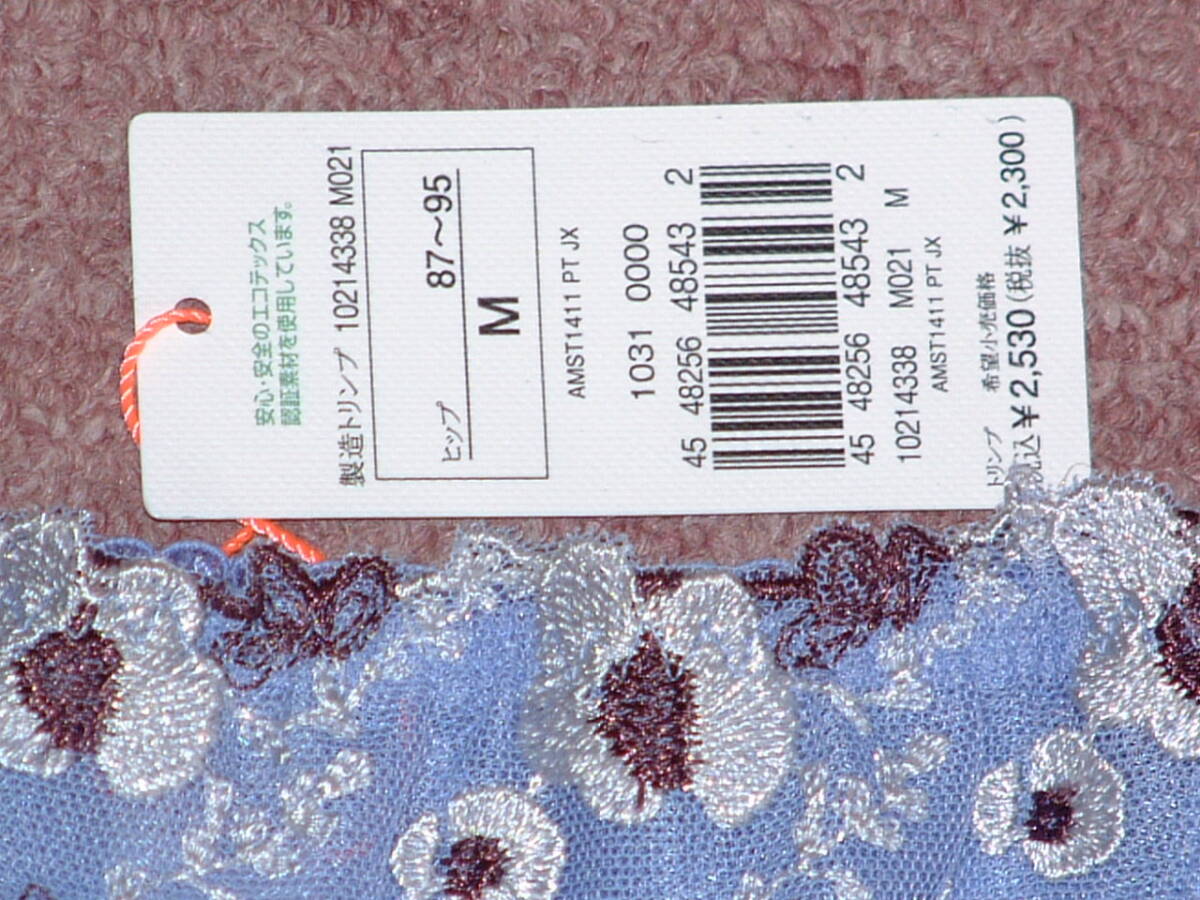 安心・安全のエコテックス
認証素材を使用しています。
製造トリンプ 10214338 M021
ヒップ 87～95
M
AMST1411 PT JX
1031 0000
45 48256 48543 2
45 48256 48543 2
10214338 M021 M
AMST1411 PT JX
トリンプ 希望小売価格
税込¥2,530(税抜 ¥2,300)